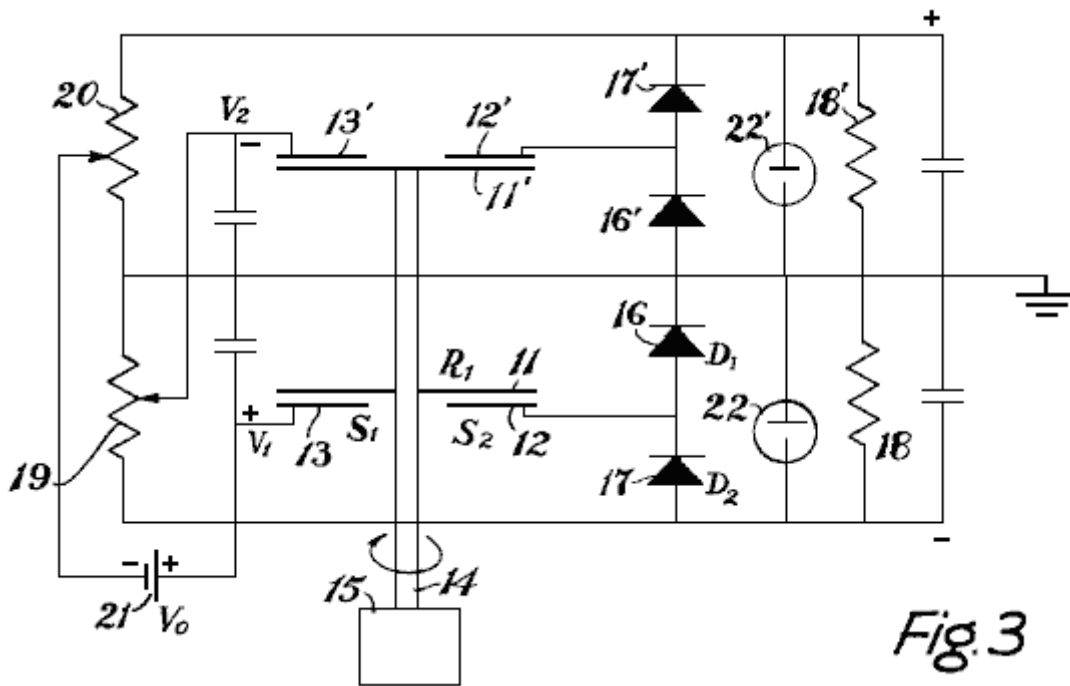 +
20
V₂
-
13'
12'
11'
17'
16'
22'
18'
R₁
11
16
D₁
+
V₁
13
S₁
S₂
12
22
18
17
D₂
19
-
- +
21
V₀
15
14
Fig. 3